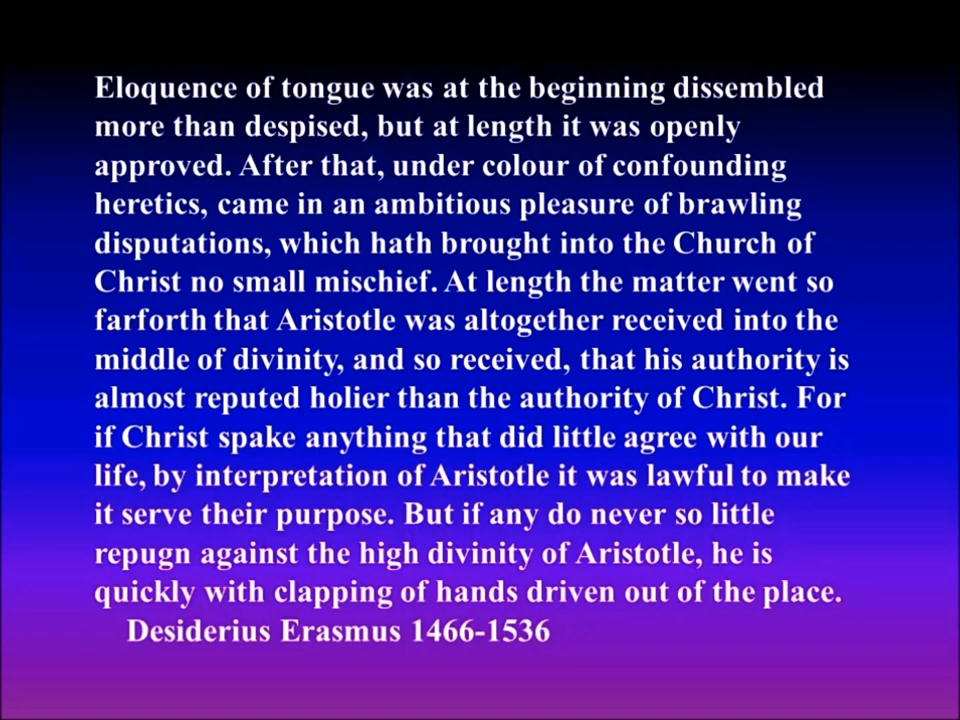 Eloquence of tongue was at the beginning dissembled
more than despised, but at length it was openly
approved. After that, under colour of confounding
heretics, came in an ambitious pleasure of brawling
disputations, which hath brought into the Church of
Christ no small mischief. At length the matter went so
farforth that Aristotle was altogether received into the
middle of divinity, and so received, that his authority is
almost reputed holier than the authority of Christ. For
if Christ spake anything that did little agree with our
life, by interpretation of Aristotle it was lawful to make
it serve their purpose. But if any do never so little
repugn against the high divinity of Aristotle, he is
quickly with clapping of hands driven out of the place.
Desiderius Erasmus 1466-1536